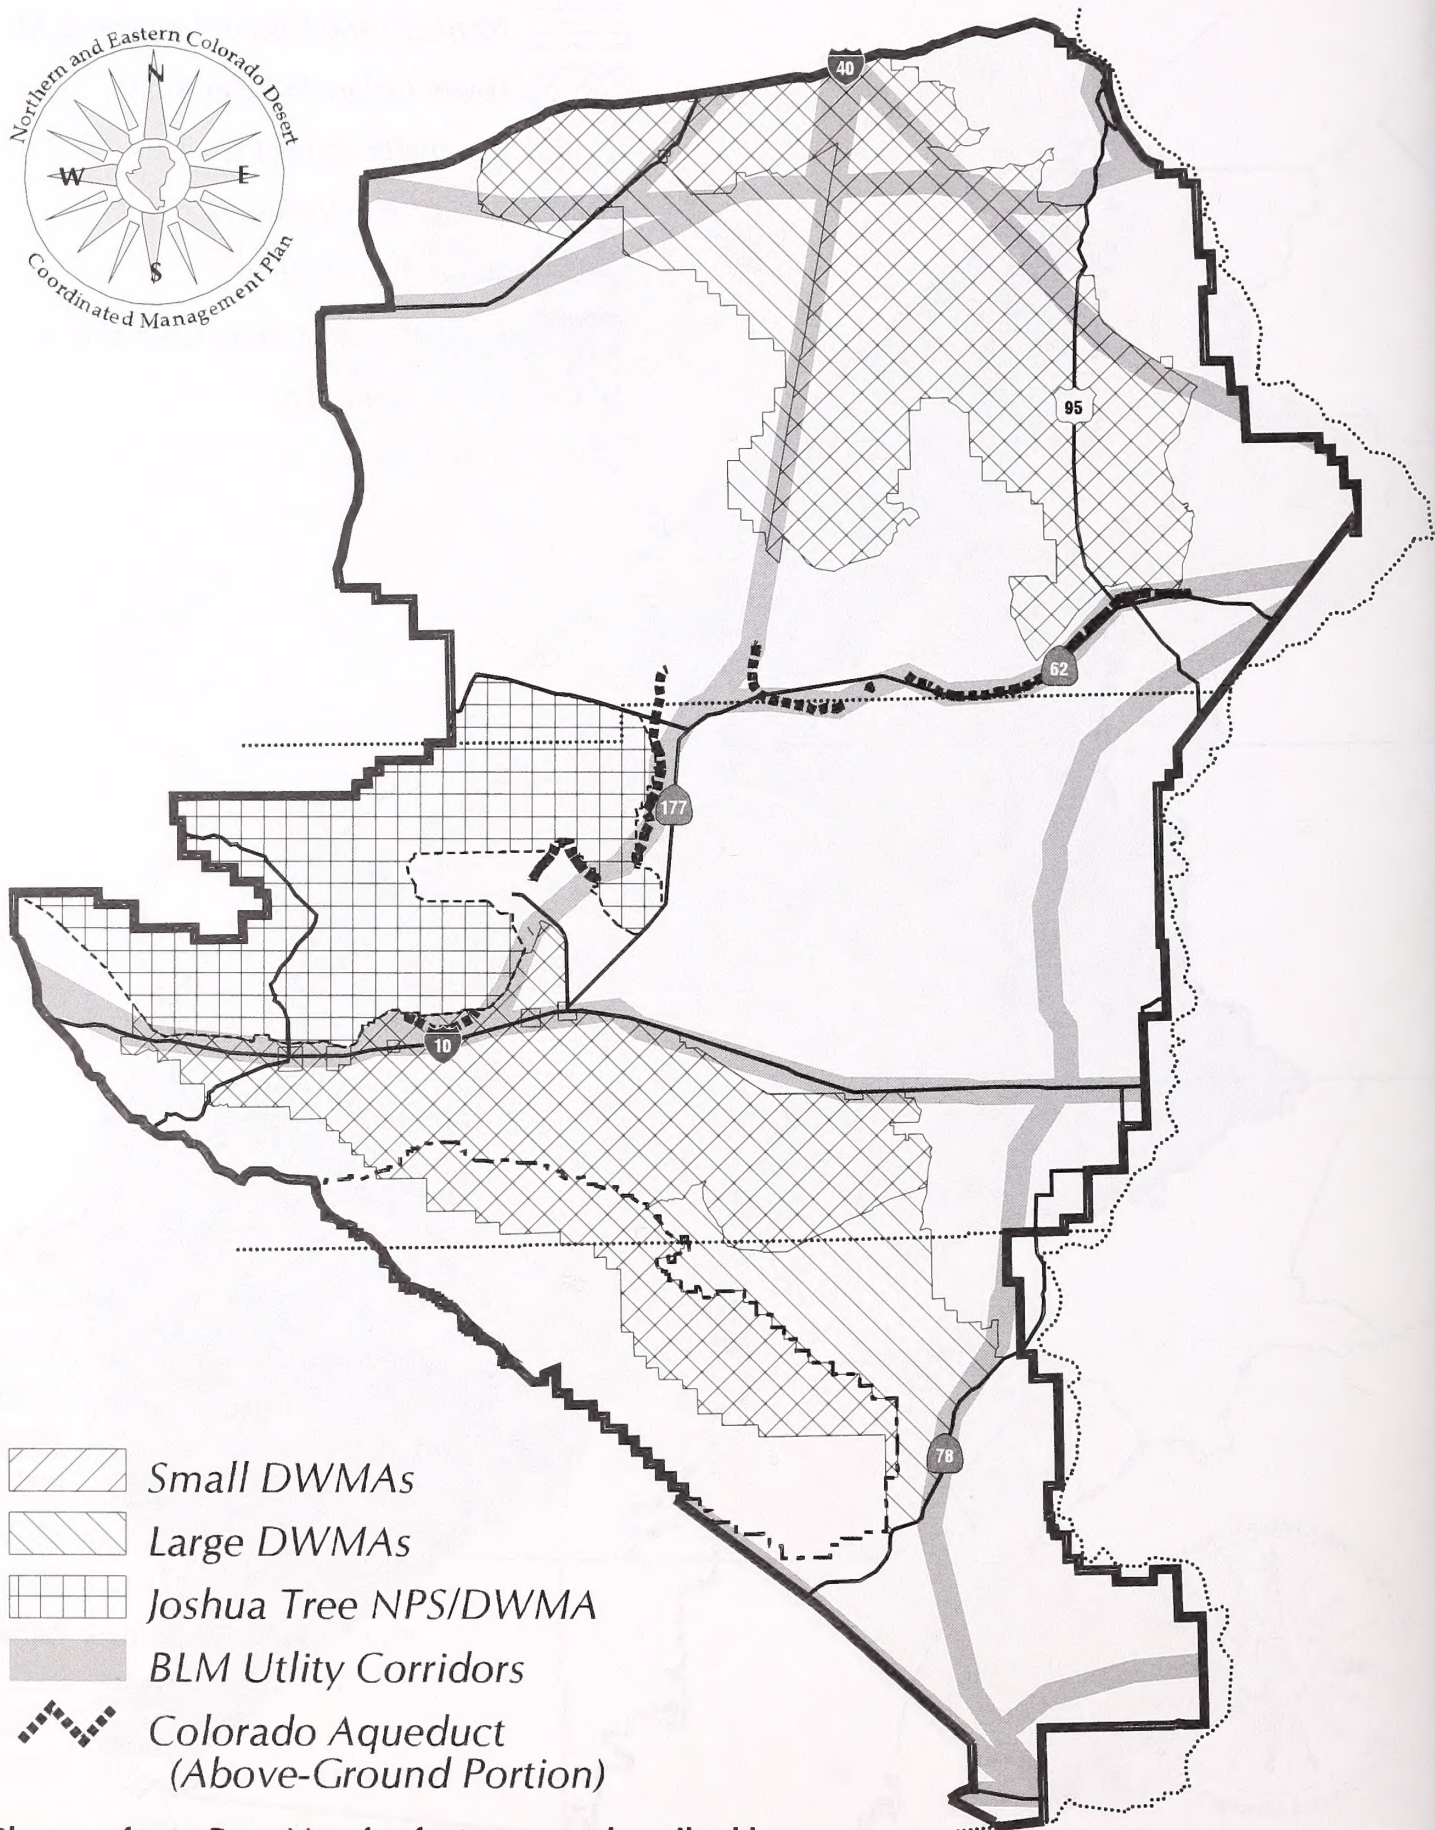 Northern and Eastern Colorado Desert
N
W
E
S
Coordinated Management Plan
40
95
62
177
10
78
Small DWMAs
Large DWMAs
Joshua Tree NPS/DWMA
BLM Utlity Corridors
Colorado Aqueduct
(Above-Ground Portion)